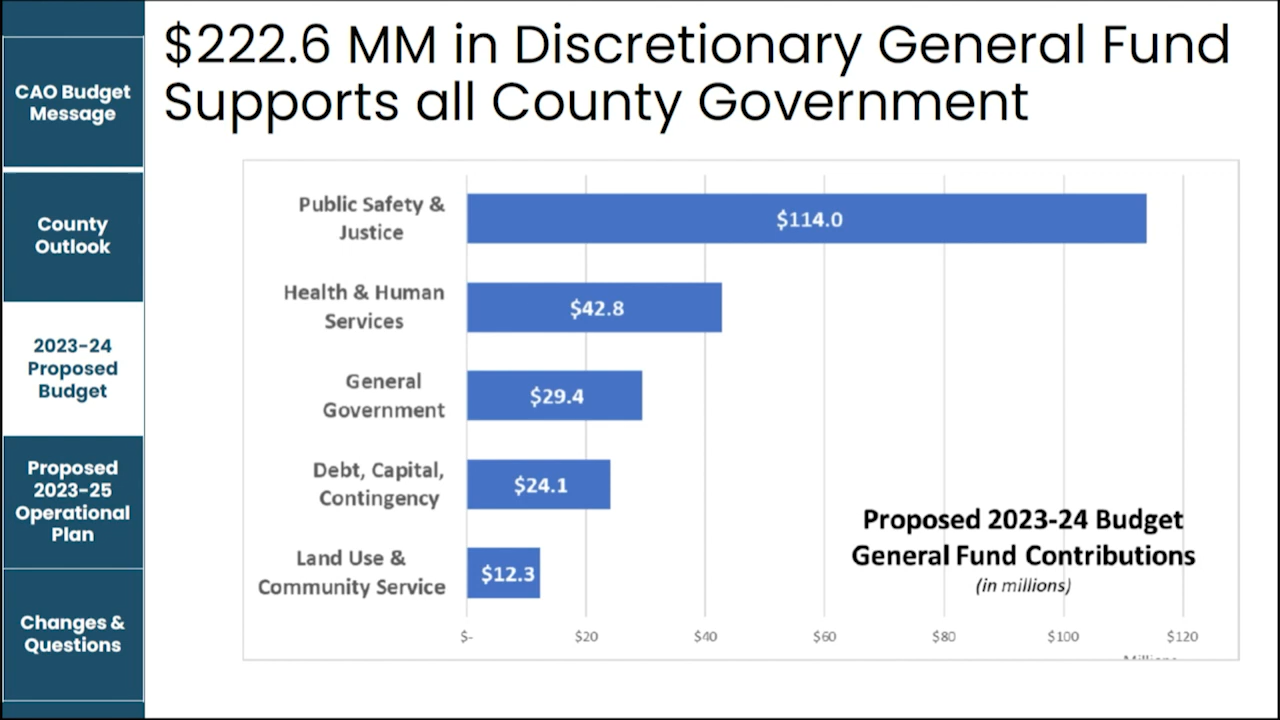 $222.6 MM in Discretionary General Fund
Supports all County Government
CAO Budget
Message
County
Outlook
2023-24
Proposed
Budget
Proposed
2023-25
Operational
Plan
Changes &
Questions
Public Safety &
Justice
$114.0
Health & Human
Services
$42.8
General
Government
$29.4
Debt, Capital,
Contingency
$24.1
Land Use &
Community Service
$12.3
Proposed 2023-24 Budget
General Fund Contributions
(in millions)
$- $20 $40 $60 $80 $100 $120